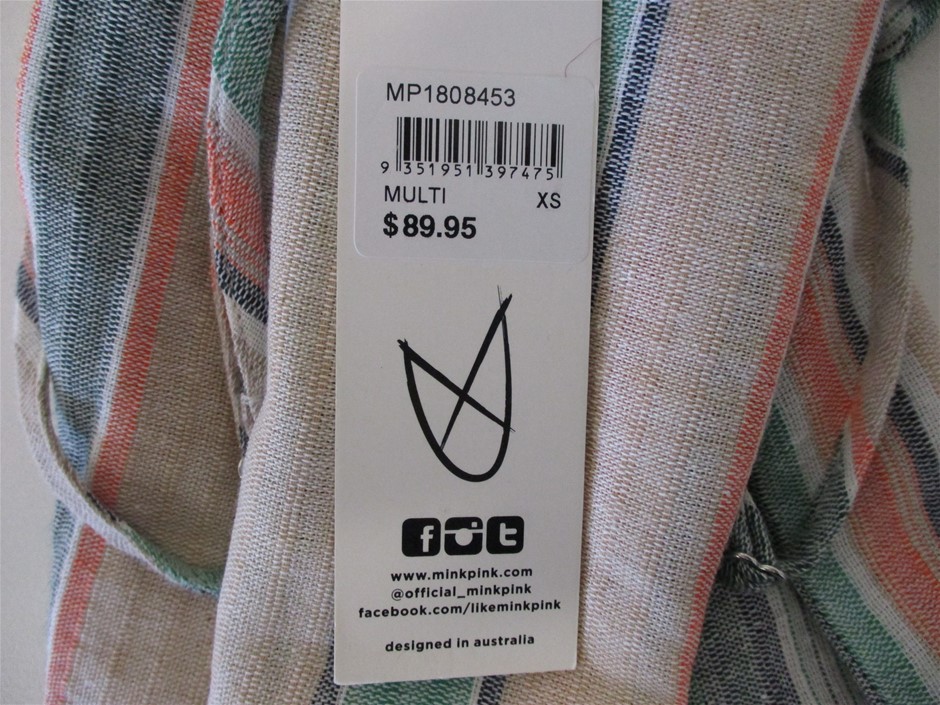 MP1808453
9 351951 397475
MULTI XS
$89.95
f t
www.minkpink.com
@official_minkpink
facebook.com/likeminkpink
designed in australia